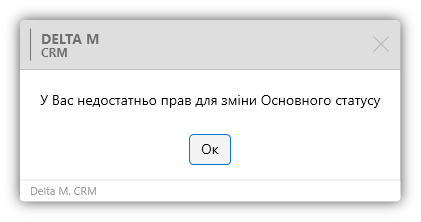 DELTA M
CRM
У Вас недостатньо прав для зміни Основного статусу
Ок
Delta M. CRM